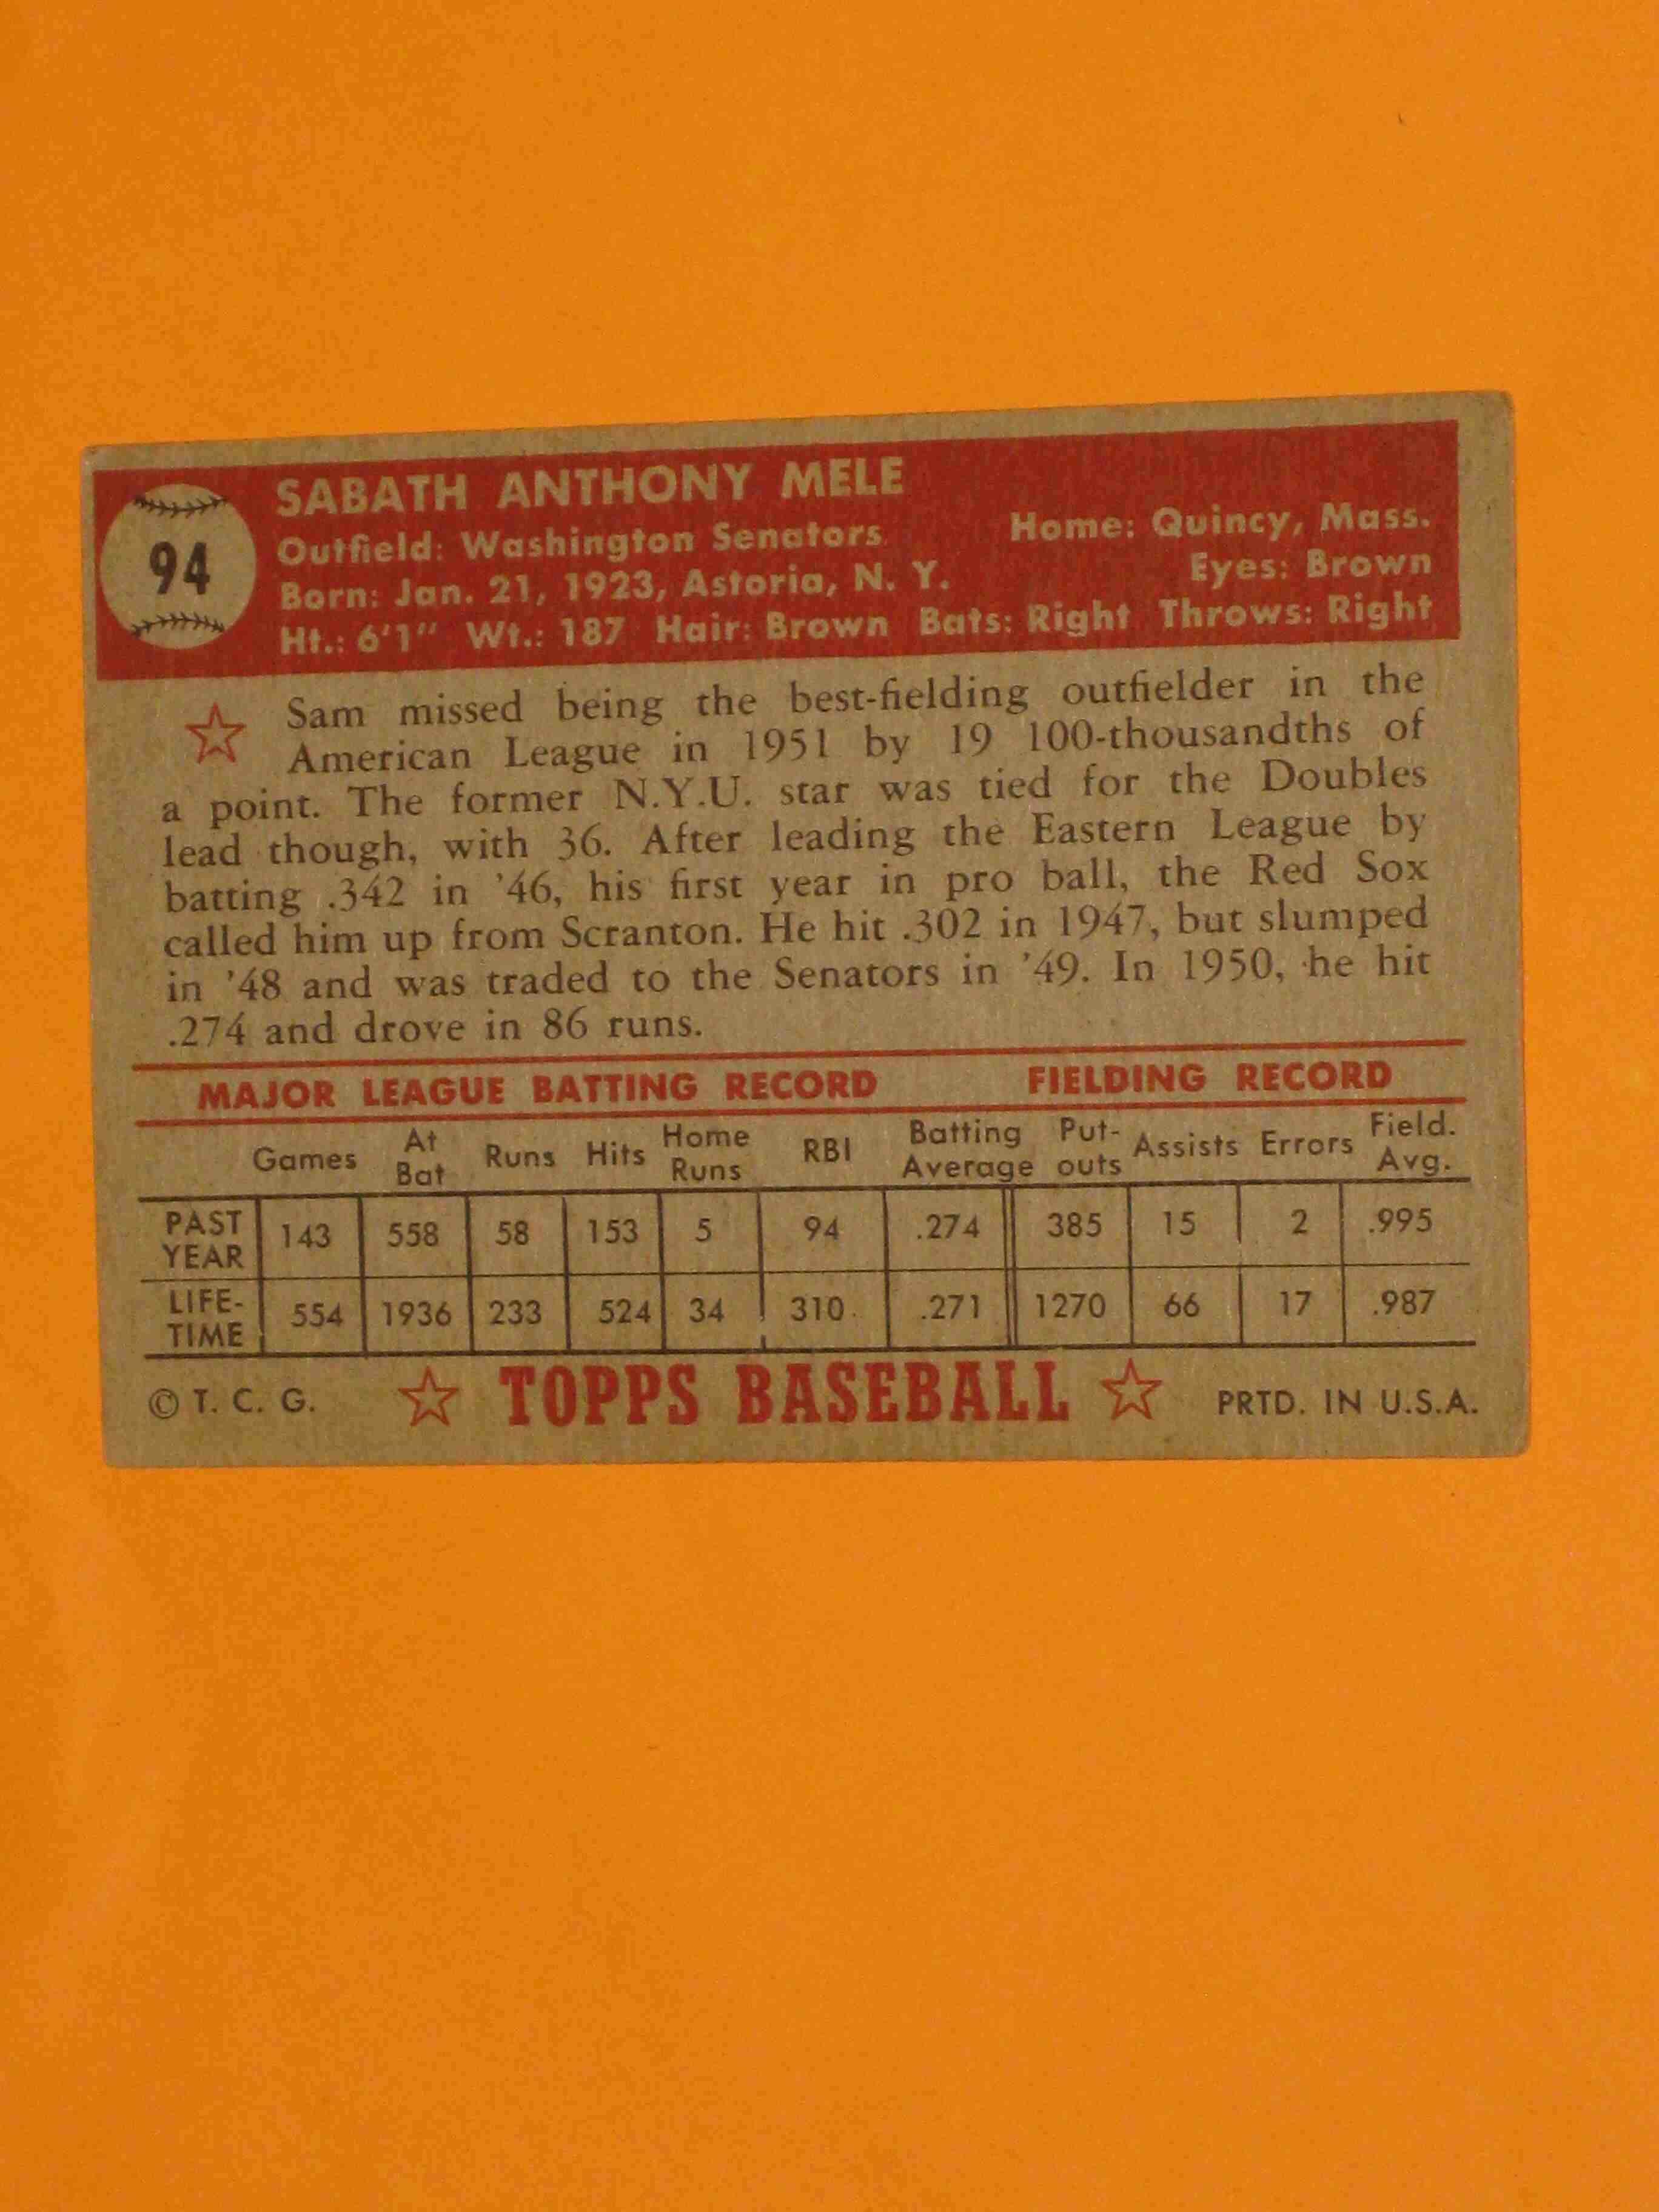 94
SABATH ANTHONY MELE
Outfield: Washington Senators Home: Quincy, Mass.
Born: Jan. 21, 1923, Astoria, N. Y. Eyes: Brown
Ht.: 6'1" Wt.: 187 Hair: Brown Bats: Right Throws: Right
Sam missed being the best-fielding outfielder in the
American League in 1951 by 19 100-thousandths of
a point. The former N.Y.U. star was tied for the Doubles
lead though, with 36. After leading the Eastern League by
batting .342 in '46, his first year in pro ball, the Red Sox
called him up from Scranton. He hit .302 in 1947, but slumped
in '48 and was traded to the Senators in '49. In 1950, he hit
.274 and drove in 86 runs.
MAJOR LEAGUE BATTING RECORD FIELDING RECORD
Games At Bat Runs Hits Home Runs RBI Batting Average Put-outs Assists Errors Field. Avg.
PAST YEAR 143 558 58 153 5 94 .274 385 15 2 .995
LIFE-TIME 554 1936 233 524 34 310 .271 1270 66 17 .987
© T. C. G. ☆ TOPPS BASEBALL ☆ PRTD. IN U.S.A.